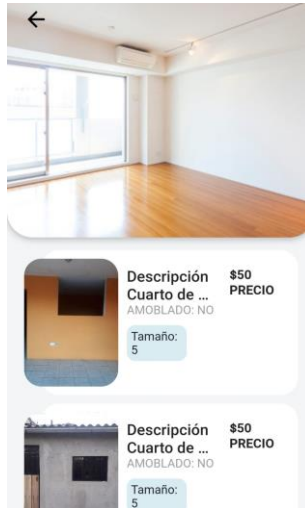 Descripción
Cuarto de ...
AMOBLADO: NO
$50
PRECIO
Tamaño:
5
Descripción
Cuarto de ...
AMOBLADO: NO
$50
PRECIO
Tamaño:
5